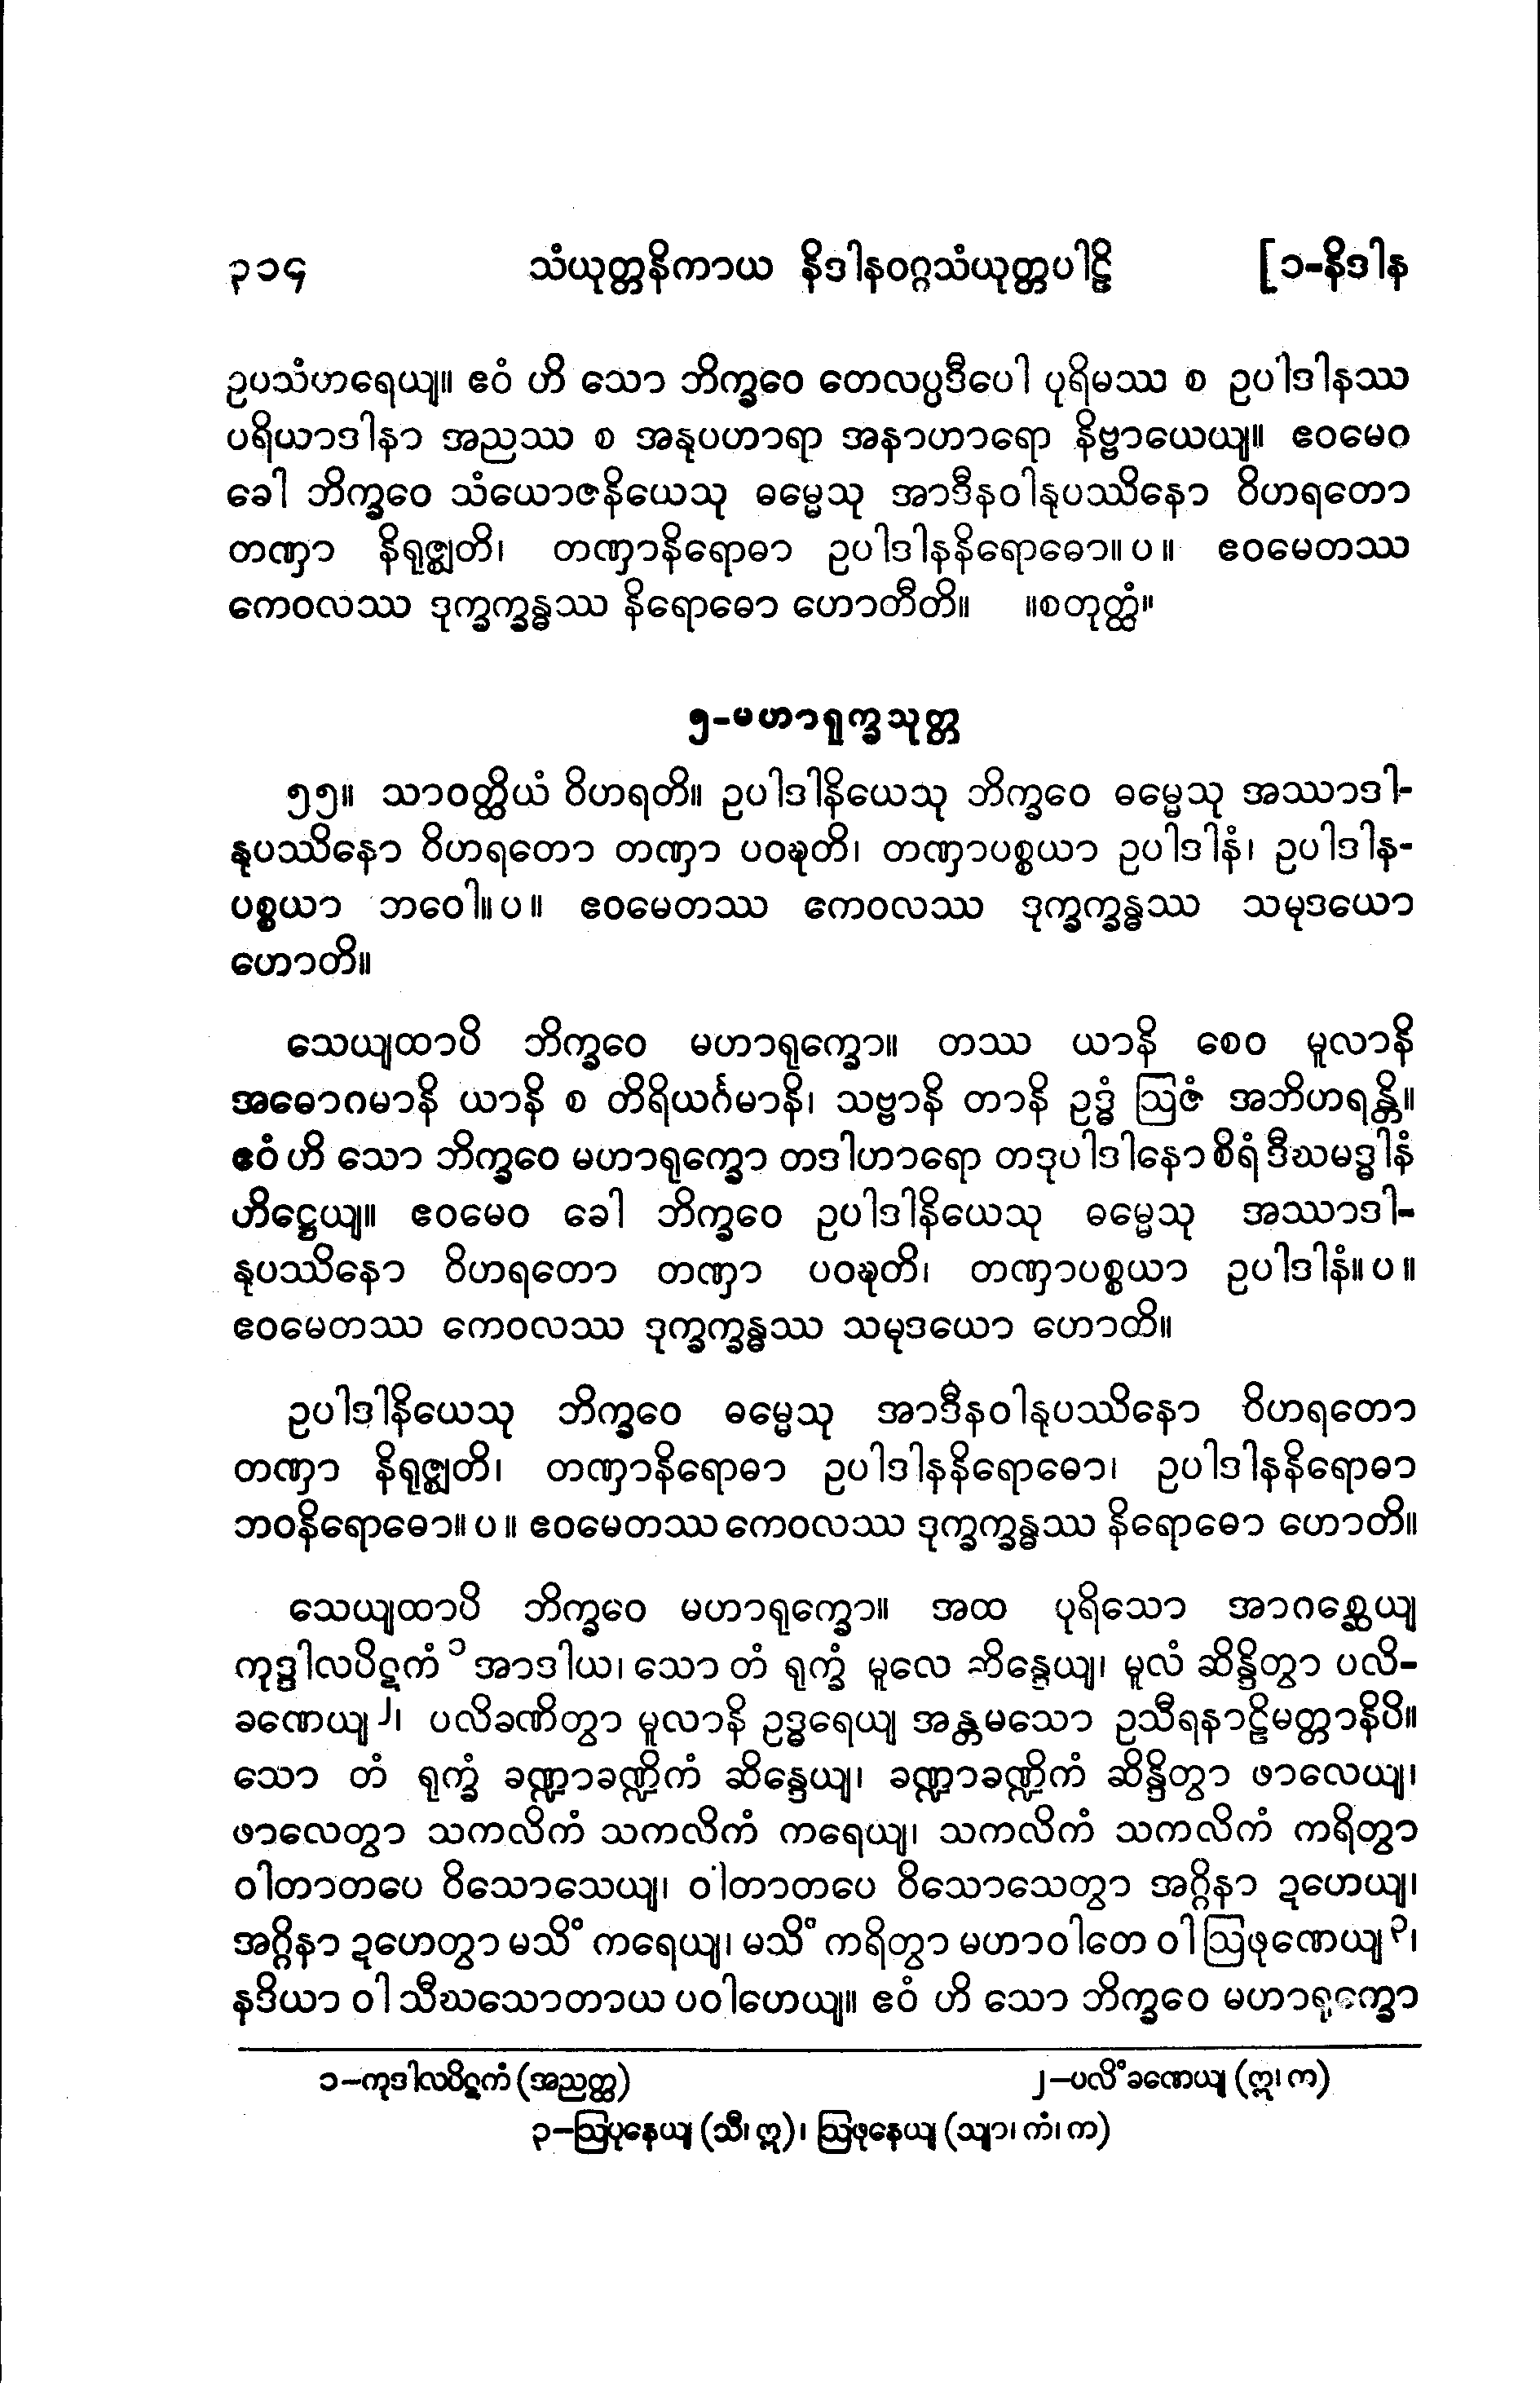 ၃၁၄ သံယုတ္တနိကာယ နိဒါနဝဂ္ဂသံယုတ္တပါဠိ [၁-နိဒါန
ဥပသံဟရေယျ။ ဧဝံ ဟိ သော ဘိက္ခဝေ တေလပ္ပဒီပေါ ပုရိမဿ စ ဥပါဒါနဿ
ပရိယာဒါနာ အညဿ စ အနုပဟာရာ အနာဟာရော နိဗ္ဗာယေယျ။ ဧဝမေဝ
ခေါ ဘိက္ခဝေ သံယောဇနိယေသု ဓမ္မေသု အာဒီနဝါနုပဿိနော ဝိဟရတော
တဏှာ နိရုဇ္ဈတိ၊ တဏှာနိရောဓာ ဥပါဒါနနိရောဓော။ ပ ။ ဧဝမေတဿ
ကေဝလဿ ဒုက္ခက္ခန္ဓဿ နိရောဓော ဟောတီတိ။ ။စတုတ္ထံ။
၅-မဟာရုက္ခသုတ္တ
၅၅။ သာဝတ္ထိယံ ဝိဟရတိ။ ဥပါဒါနိယေသု ဘိက္ခဝေ ဓမ္မေသု အဿာဒါ-
နုပဿိနော ဝိဟရတော တဏှာ ပဝၒတိ၊ တဏှာပစ္စယာ ဥပါဒါနံ၊ ဥပါဒါန-
ပစ္စယာ ဘဝေါ။ ပ ။ ဧဝမေတဿ ကေဝလဿ ဒုက္ခက္ခန္ဓဿ သမုဒယော
ဟောတိ။
သေယျထာပိ ဘိက္ခဝေ မဟာရုက္ခော။ တဿ ယာနိ စေဝ မူလာနိ
အဓောဂမာနိ ယာနိ စ တိရိယင်္ဂမာနိ၊ သဗ္ဗာနိ တာနိ ဥဒ္ဓံ ဩဇံ အဘိဟရန္တိ။
ဧဝံ ဟိ သော ဘိက္ခဝေ မဟာရုက္ခော တဒါဟာရော တဒုပါဒါနော စိရံ ဒီဃမဒ္ဓါနံ
တိဋ္ဌေယျ။ ဧဝမေဝ ခေါ ဘိက္ခဝေ ဥပါဒါနိယေသု ဓမ္မေသု အဿာဒါ-
နုပဿိနော ဝိဟရတော တဏှာ ပဝၒတိ၊ တဏှာပစ္စယာ ဥပါဒါနံ။ ပ ။
ဧဝမေတဿ ကေဝလဿ ဒုက္ခက္ခန္ဓဿ သမုဒယော ဟောတိ။
ဥပါဒါနိယေသု ဘိက္ခဝေ ဓမ္မေသု အာဒီနဝါနုပဿိနော ဝိဟရတော
တဏှာ နိရုဇ္ဈတိ၊ တဏှာနိရောဓာ ဥပါဒါနနိရောဓော၊ ဥပါဒါနနိရောဓာ
ဘဝနိရောဓော။ ပ ။ ဧဝမေတဿ ကေဝလဿ ဒုက္ခက္ခန္ဓဿ နိရောဓော ဟောတိ။
သေယျထာပိ ဘိက္ခဝေ မဟာရုက္ခော။ အထ ပုရိသော အာဂစ္ဆေယျ
ကုဒ္ဒါလပိဋကံ ၁ အာဒါယ၊ သော တံ ရုက္ခံ မူလေ ဆိန္ဒေယျ၊ မူလံ ဆိန္ဒိတွာ ပလိ-
ခဏေယျ ၂၊ ပလိခဏိတွာ မူလာနိ ဥဒ္ဓရေယျ အန္တမသော ဥသီရနာဠိမတ္တာနိပိ။
သော တံ ရုက္ခံ ခဏ္ဍာခဏ္ဍိကံ ဆိန္ဒေယျ၊ ခဏ္ဍာခဏ္ဍိကံ ဆိန္ဒိတွာ ဖာလေယျ၊
ဖာလေတွာ သကလိကံ သကလိကံ ကရေယျ၊ သကလိကံ သကလိကံ ကရိတွာ
ဝါတာတပေ ဝိသောသေယျ၊ ဝါတာတပေ ဝိသောသေတွာ အဂ္ဂိနာ ဍဟေယျ၊
အဂ္ဂိနာ ဍဟေတွာ မသိံ ကရေယျ၊ မသိံ ကရိတွာ မဟာဝါတေ ဝါ ဩဖုဏေယျ ၃၊
နဒိယာ ဝါ သီဃသောတာယ ပဝါဟေယျ။ ဧဝံ ဟိ သော ဘိက္ခဝေ မဟာရုက္ခော
၁-ကုဒါလပိဋကံ (အညတ္ထ) ၂-ပလိံခဏေယျ (ဣ၊ က)
၃-ဩပုနေယျ (သီ၊ ဣ)၊ ဩဖုနေယျ (သျာ၊ ကံ၊ က)